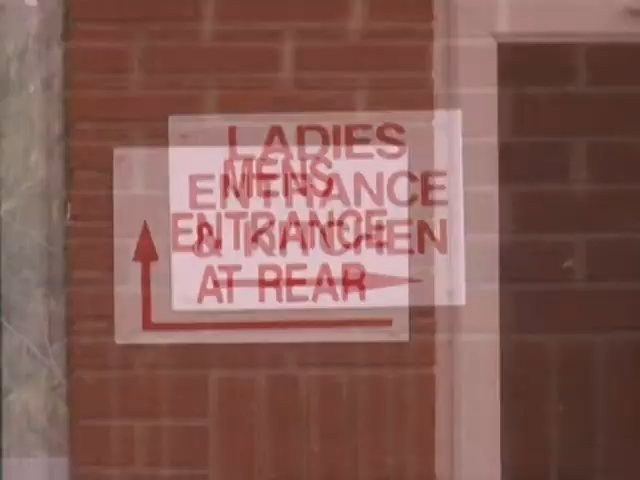 LADIES
ENTRANCE
& KITCHEN
MENS
ENTRANCE
AT REAR